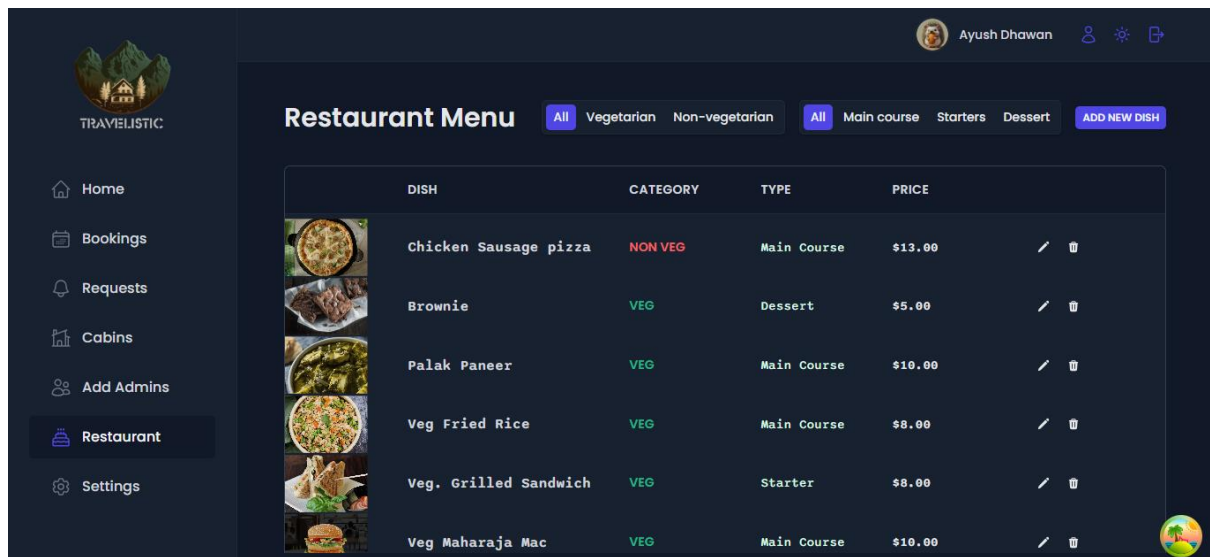 Ayush Dhawan
TRAVELISTIC
Restaurant Menu All Vegetarian Non-vegetarian All Main course Starters Dessert ADD NEW DISH
Home
Bookings
Requests
Cabins
Add Admins
Restaurant
Settings
DISH CATEGORY TYPE PRICE
Chicken Sausage pizza NON VEG Main Course $13.00
Brownie VEG Dessert $5.00
Palak Paneer VEG Main Course $10.00
Veg Fried Rice VEG Main Course $8.00
Veg. Grilled Sandwich VEG Starter $8.00
Veg Maharaja Mac VEG Main Course $10.00